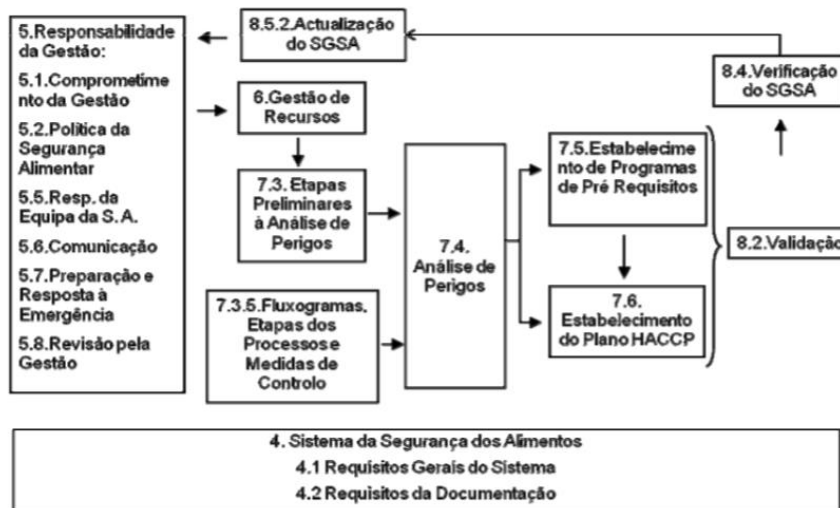 5.Responsabilidade
da Gestão:
5.1.Comprometime
nto da Gestão
5.2.Política da
Segurança
Alimentar
5.5.Resp. da
Equipa da S. A.
5.6.Comunicação
5.7.Preparação e
Resposta à
Emergência
5.8.Revisão pela
Gestão
8.5.2.Actualização
do SGSA
6.Gestão de
Recursos
7.3. Etapas
Preliminares
à Análise de
Perigos
7.3.5.Fluxogramas.
Etapas dos
Processos e
Medidas de
Controlo
7.4.
Análise de
Perigos
7.5.Estabelecime
nto de Programas
de Pré Requisitos
7.6.
Estabelecimento
do Plano HACCP
8.4.Verificação
do SGSA
8.2.Validação
4. Sistema da Segurança dos Alimentos
4.1 Requisitos Gerais do Sistema
4.2 Requisitos da Documentação